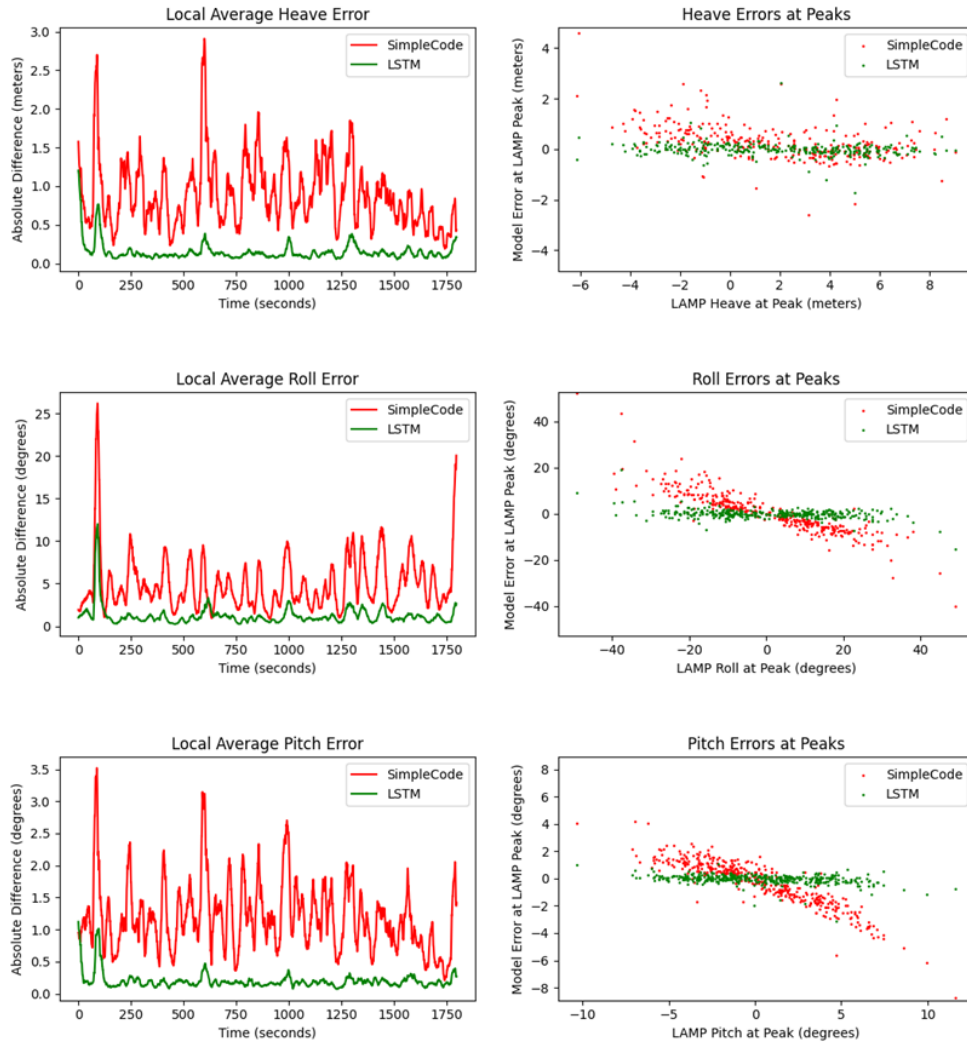 Local Average Heave Error
Absolute Difference (meters)
3.0
2.5
2.0
1.5
1.0
0.5
0.0
SimpleCode
LSTM
0 250 500 750 1000 1250 1500 1750
Time (seconds)
Heave Errors at Peaks
Model Error at LAMP Peak (meters)
4
2
0
−2
−4
SimpleCode
LSTM
−6 −4 −2 0 2 4 6 8
LAMP Heave at Peak (meters)
Local Average Roll Error
Absolute Difference (degrees)
25
20
15
10
5
0
SimpleCode
LSTM
0 250 500 750 1000 1250 1500 1750
Time (seconds)
Roll Errors at Peaks
Model Error at LAMP Peak (degrees)
40
20
0
−20
−40
SimpleCode
LSTM
−40 −20 0 20 40
LAMP Roll at Peak (degrees)
Local Average Pitch Error
Absolute Difference (degrees)
3.5
3.0
2.5
2.0
1.5
1.0
0.5
0.0
SimpleCode
LSTM
0 250 500 750 1000 1250 1500 1750
Time (seconds)
Pitch Errors at Peaks
Model Error at LAMP Peak (degrees)
8
6
4
2
0
−2
−4
−6
−8
SimpleCode
LSTM
−10 −5 0 5 10
LAMP Pitch at Peak (degrees)